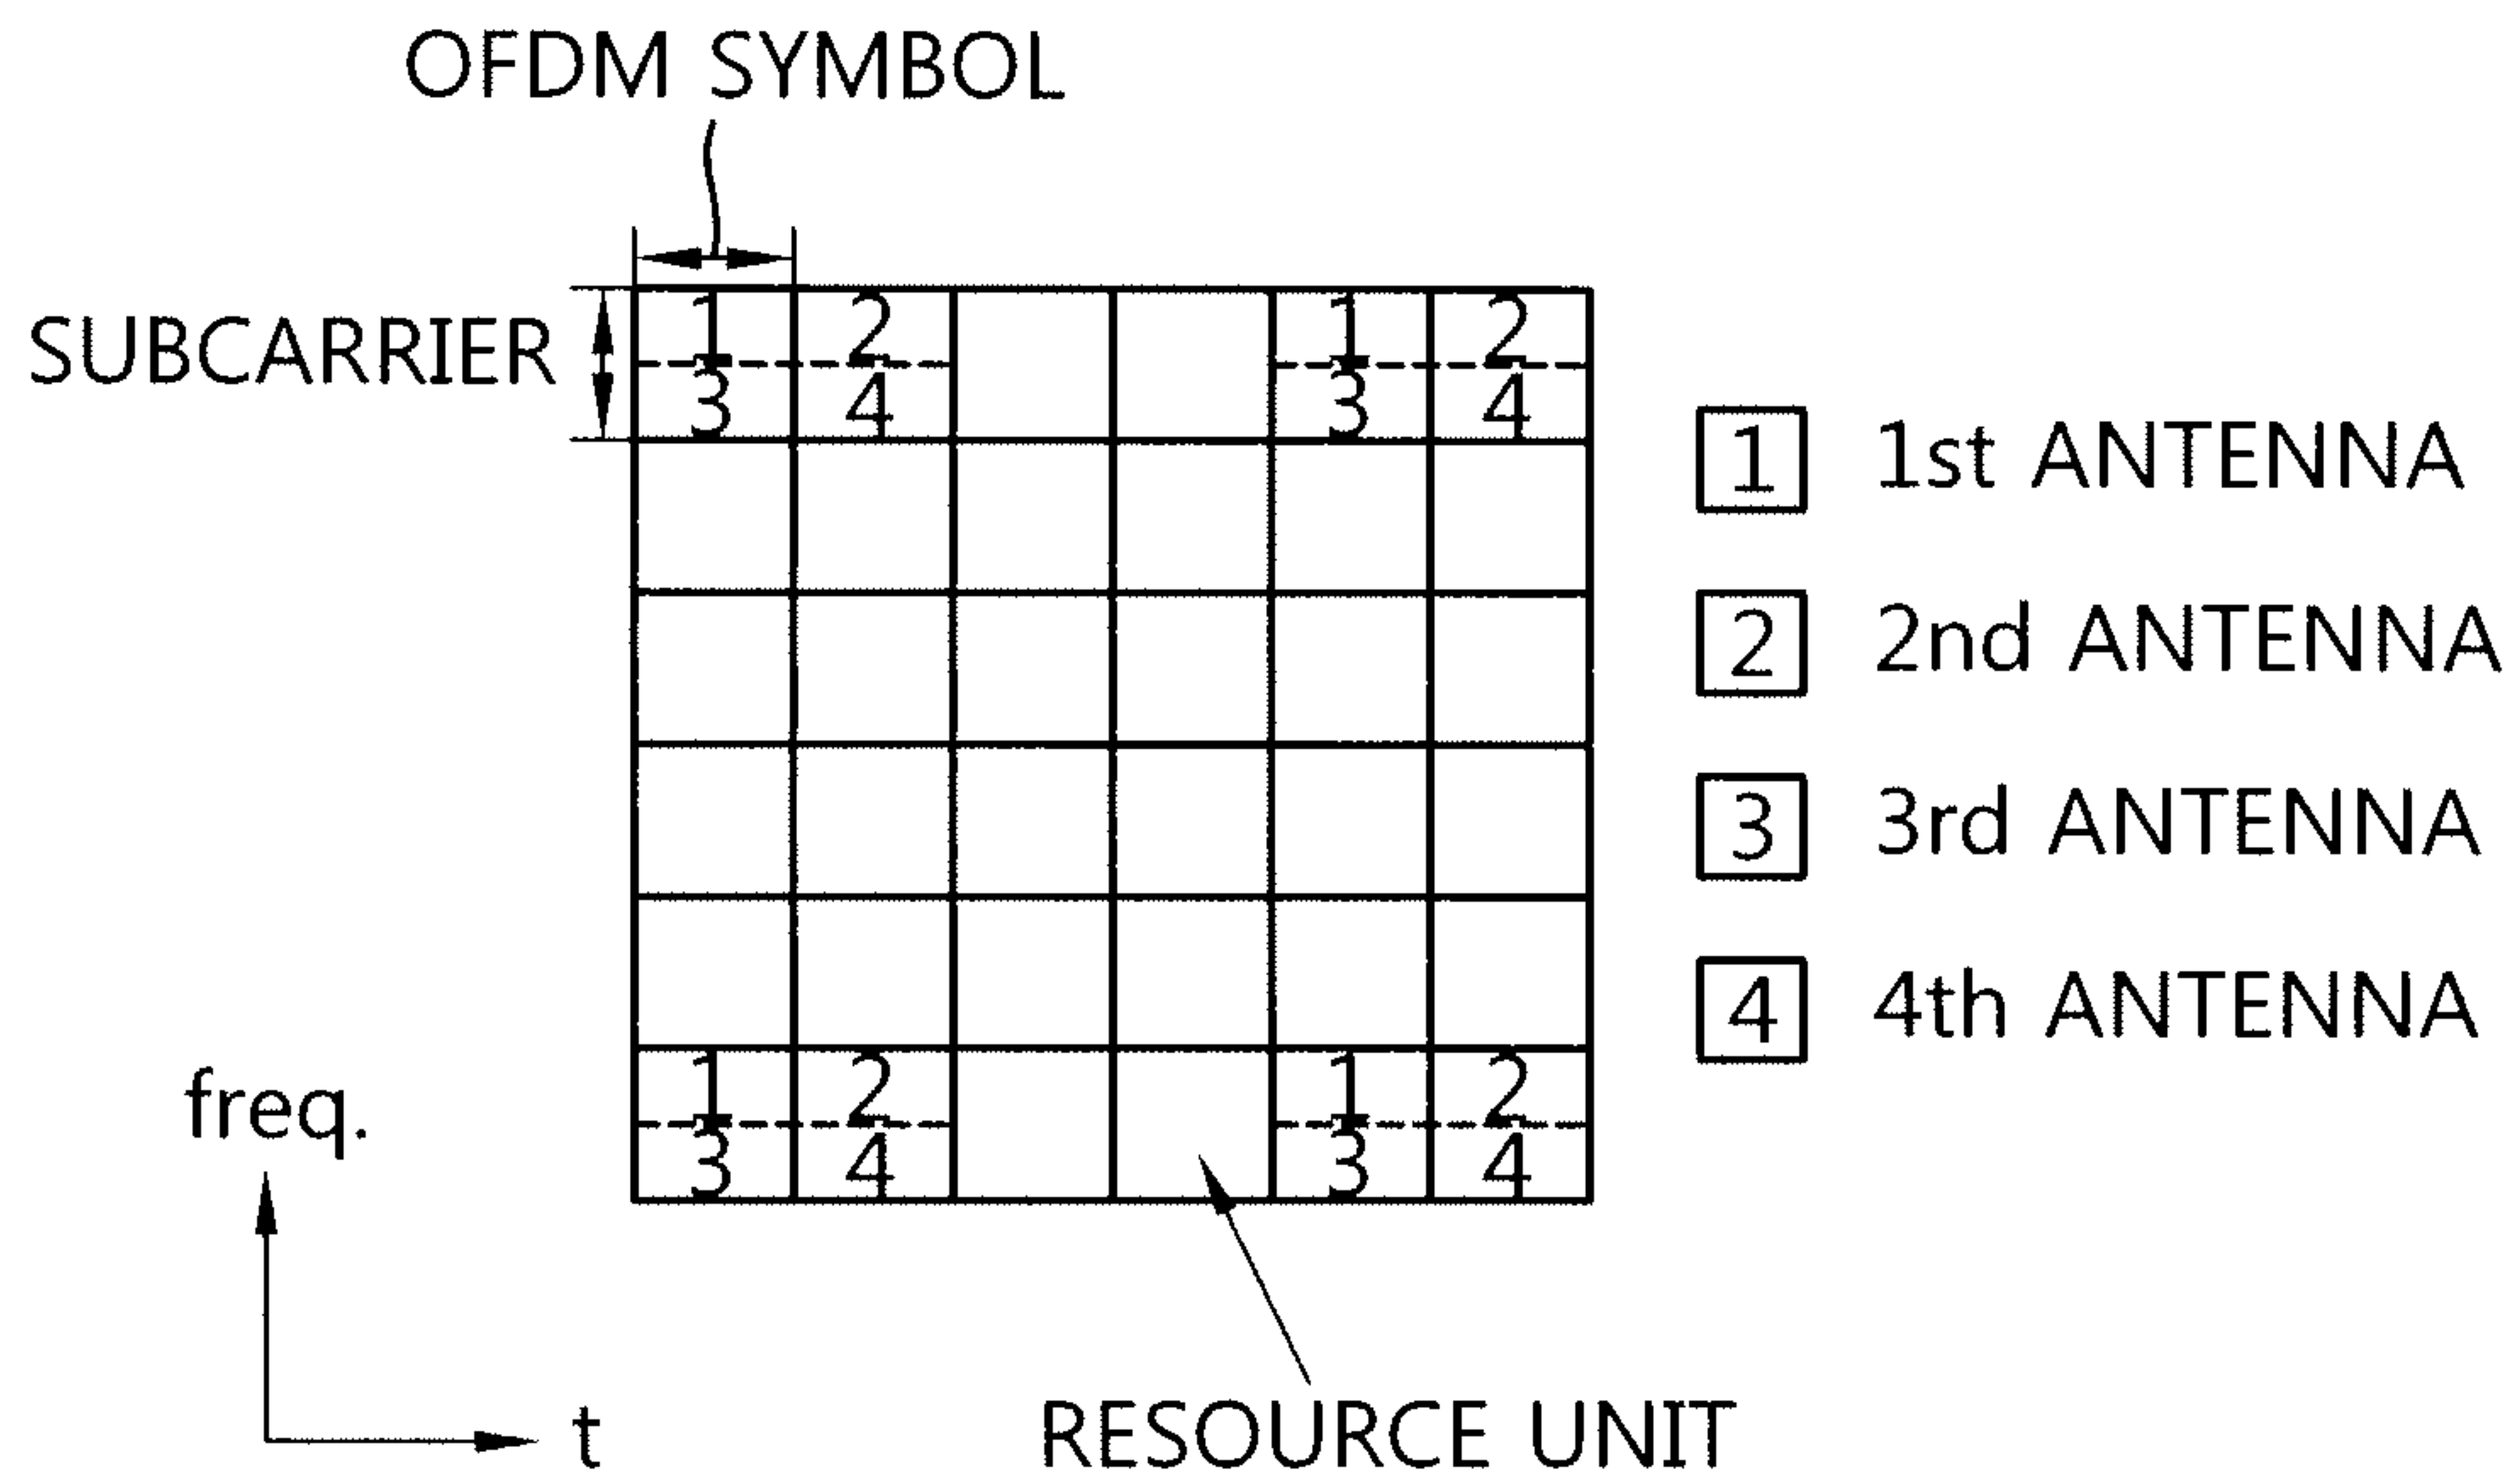 OFDM SYMBOL
SUBCARRIER
1 2 1 2
3 4 3 4
1 1st ANTENNA
2 2nd ANTENNA
3 3rd ANTENNA
4 4th ANTENNA
1 2 1 2
3 4 3 4
freq.
t
RESOURCE UNIT